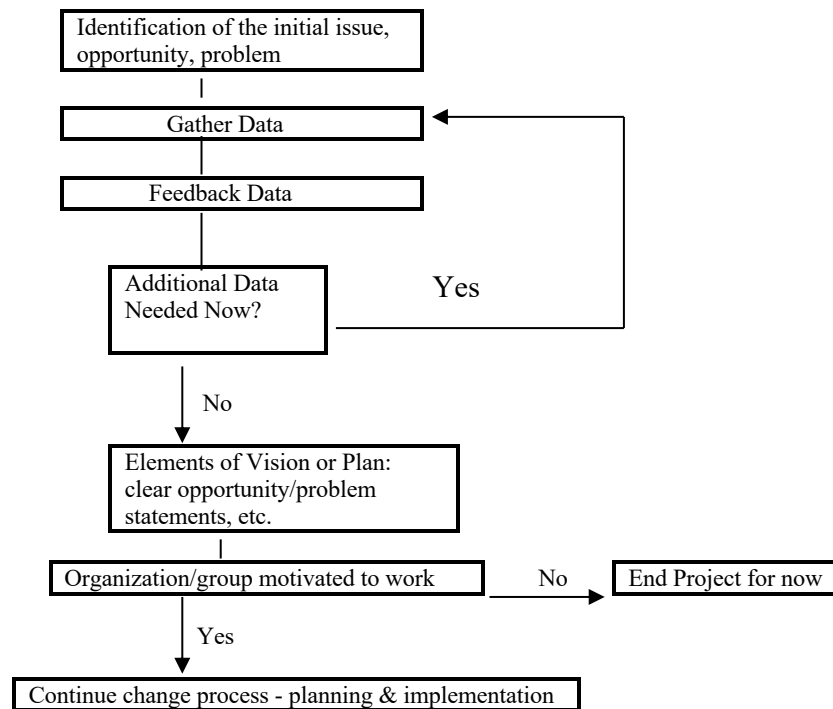 Identification of the initial issue,
opportunity, problem
Gather Data
Feedback Data
Additional Data
Needed Now?
Yes
No
Elements of Vision or Plan:
clear opportunity/problem
statements, etc.
Organization/group motivated to work
No
End Project for now
Yes
Continue change process - planning & implementation